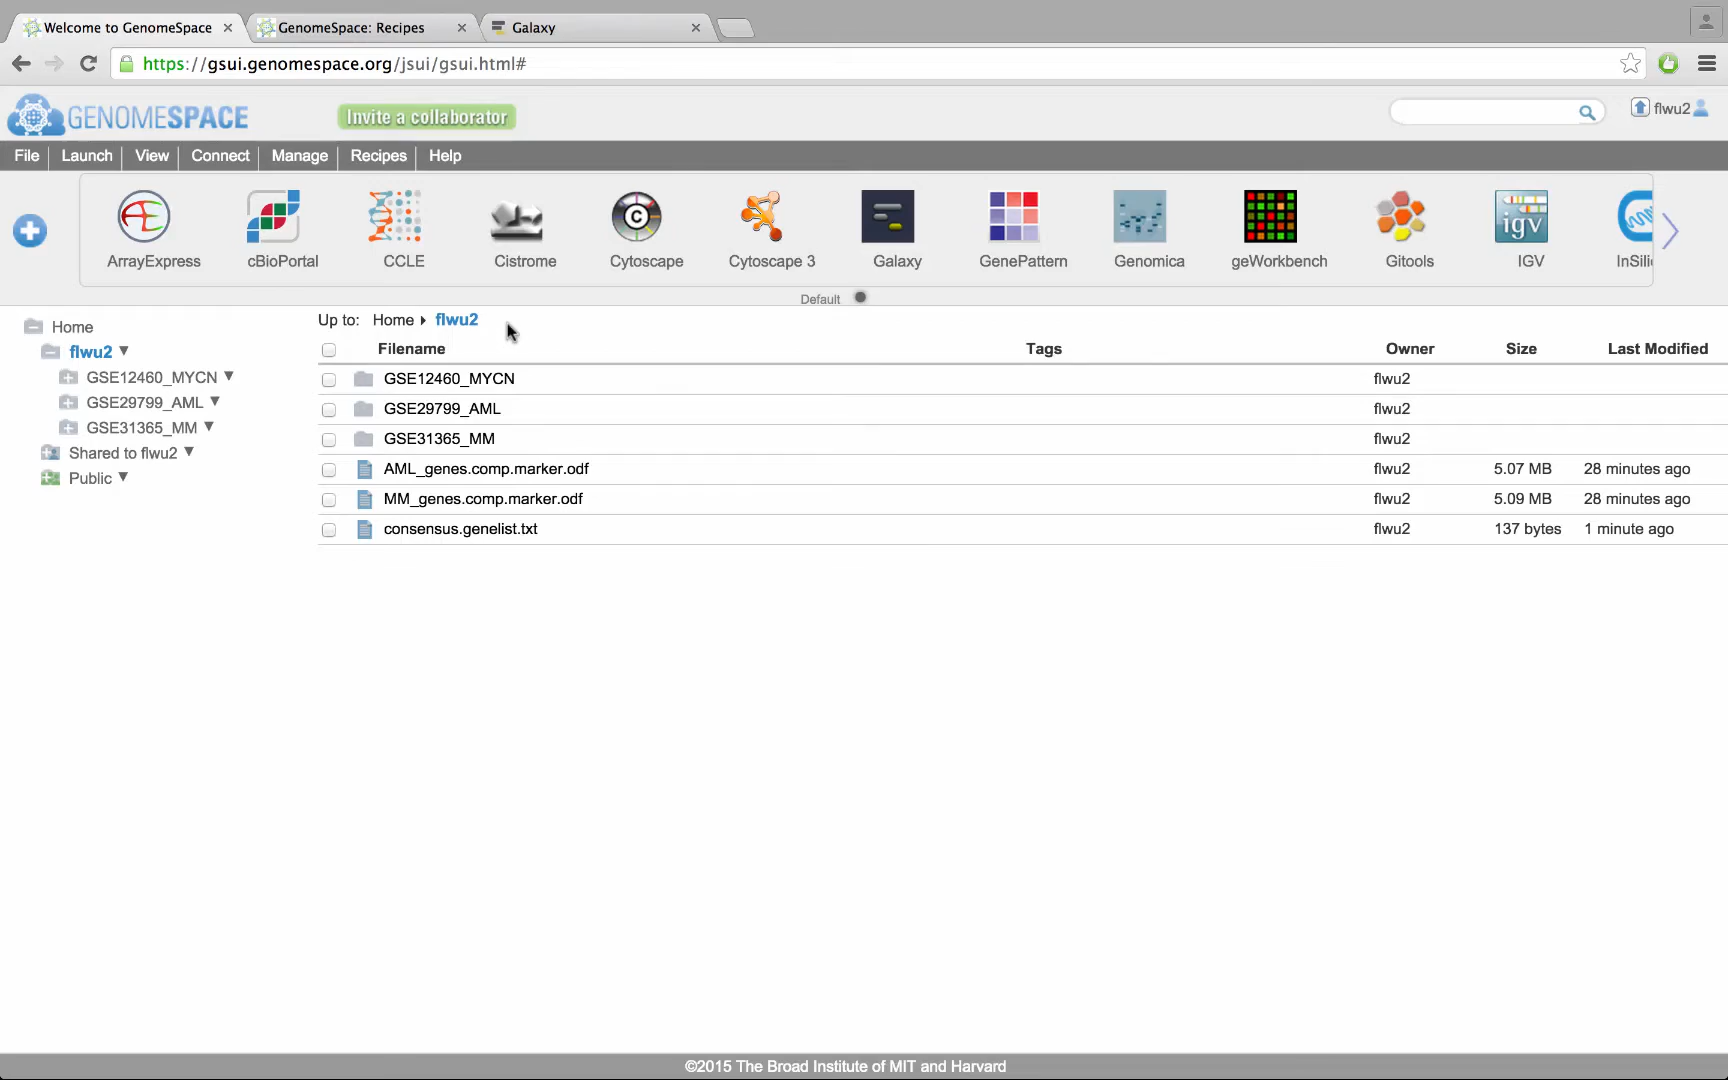 Welcome to GenomeSpace
GenomeSpace: Recipes
Galaxy
https://gsui.genomespace.org/jsui/gsui.html#
GENOMESPACE
Invite a collaborator
flwu2
File
Launch
View
Connect
Manage
Recipes
Help
ArrayExpress
cBioPortal
CCLE
Cistrome
Cytoscape
Cytoscape 3
Galaxy
GenePattern
Genomica
geWorkbench
Gitools
igv
IGV
InSili
Default
Home
flwu2
GSE12460_MYCN
GSE29799_AML
GSE31365_MM
Shared to flwu2
Public
Up to: Home flwu2
Filename Tags Owner Size Last Modified
GSE12460_MYCN flwu2
GSE29799_AML flwu2
GSE31365_MM flwu2
AML_genes.comp.marker.odf flwu2 5.07 MB 28 minutes ago
MM_genes.comp.marker.odf flwu2 5.09 MB 28 minutes ago
consensus.genelist.txt flwu2 137 bytes 1 minute ago
©2015 The Broad Institute of MIT and Harvard